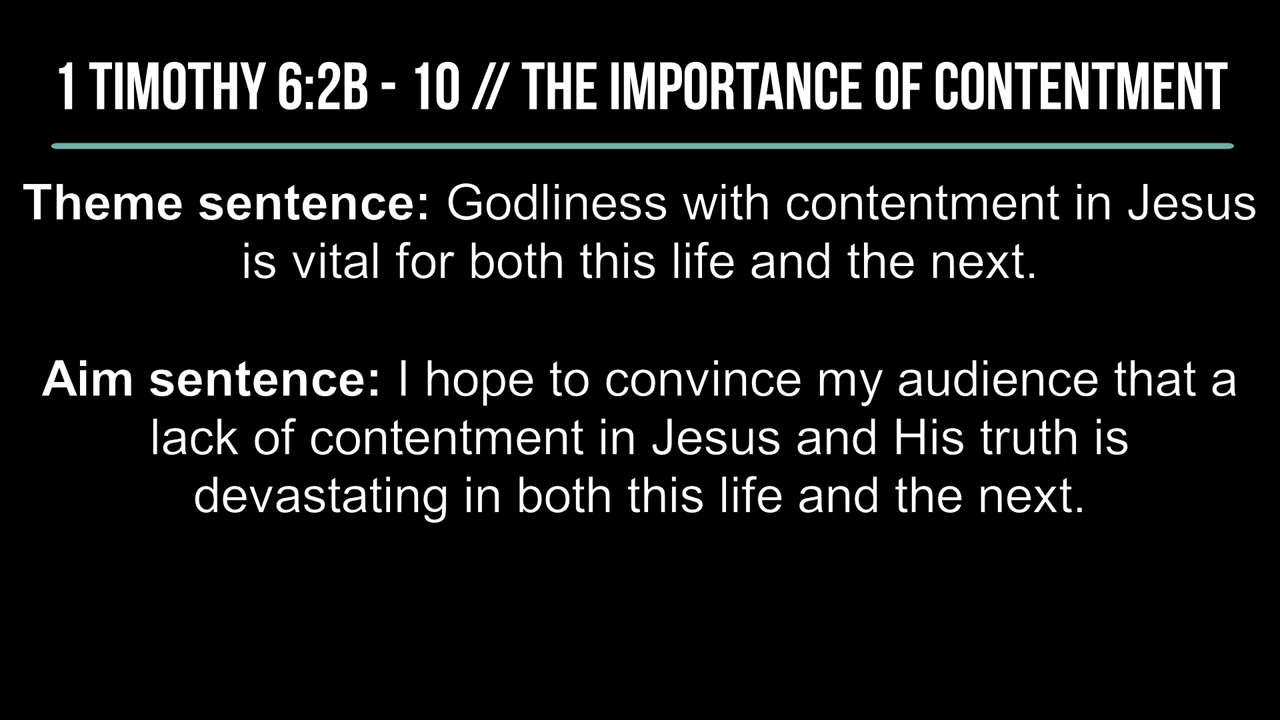 1 TIMOTHY 6:2B - 10 // THE IMPORTANCE OF CONTENTMENT
Theme sentence: Godliness with contentment in Jesus
is vital for both this life and the next.
Aim sentence: I hope to convince my audience that a
lack of contentment in Jesus and His truth is
devastating in both this life and the next.